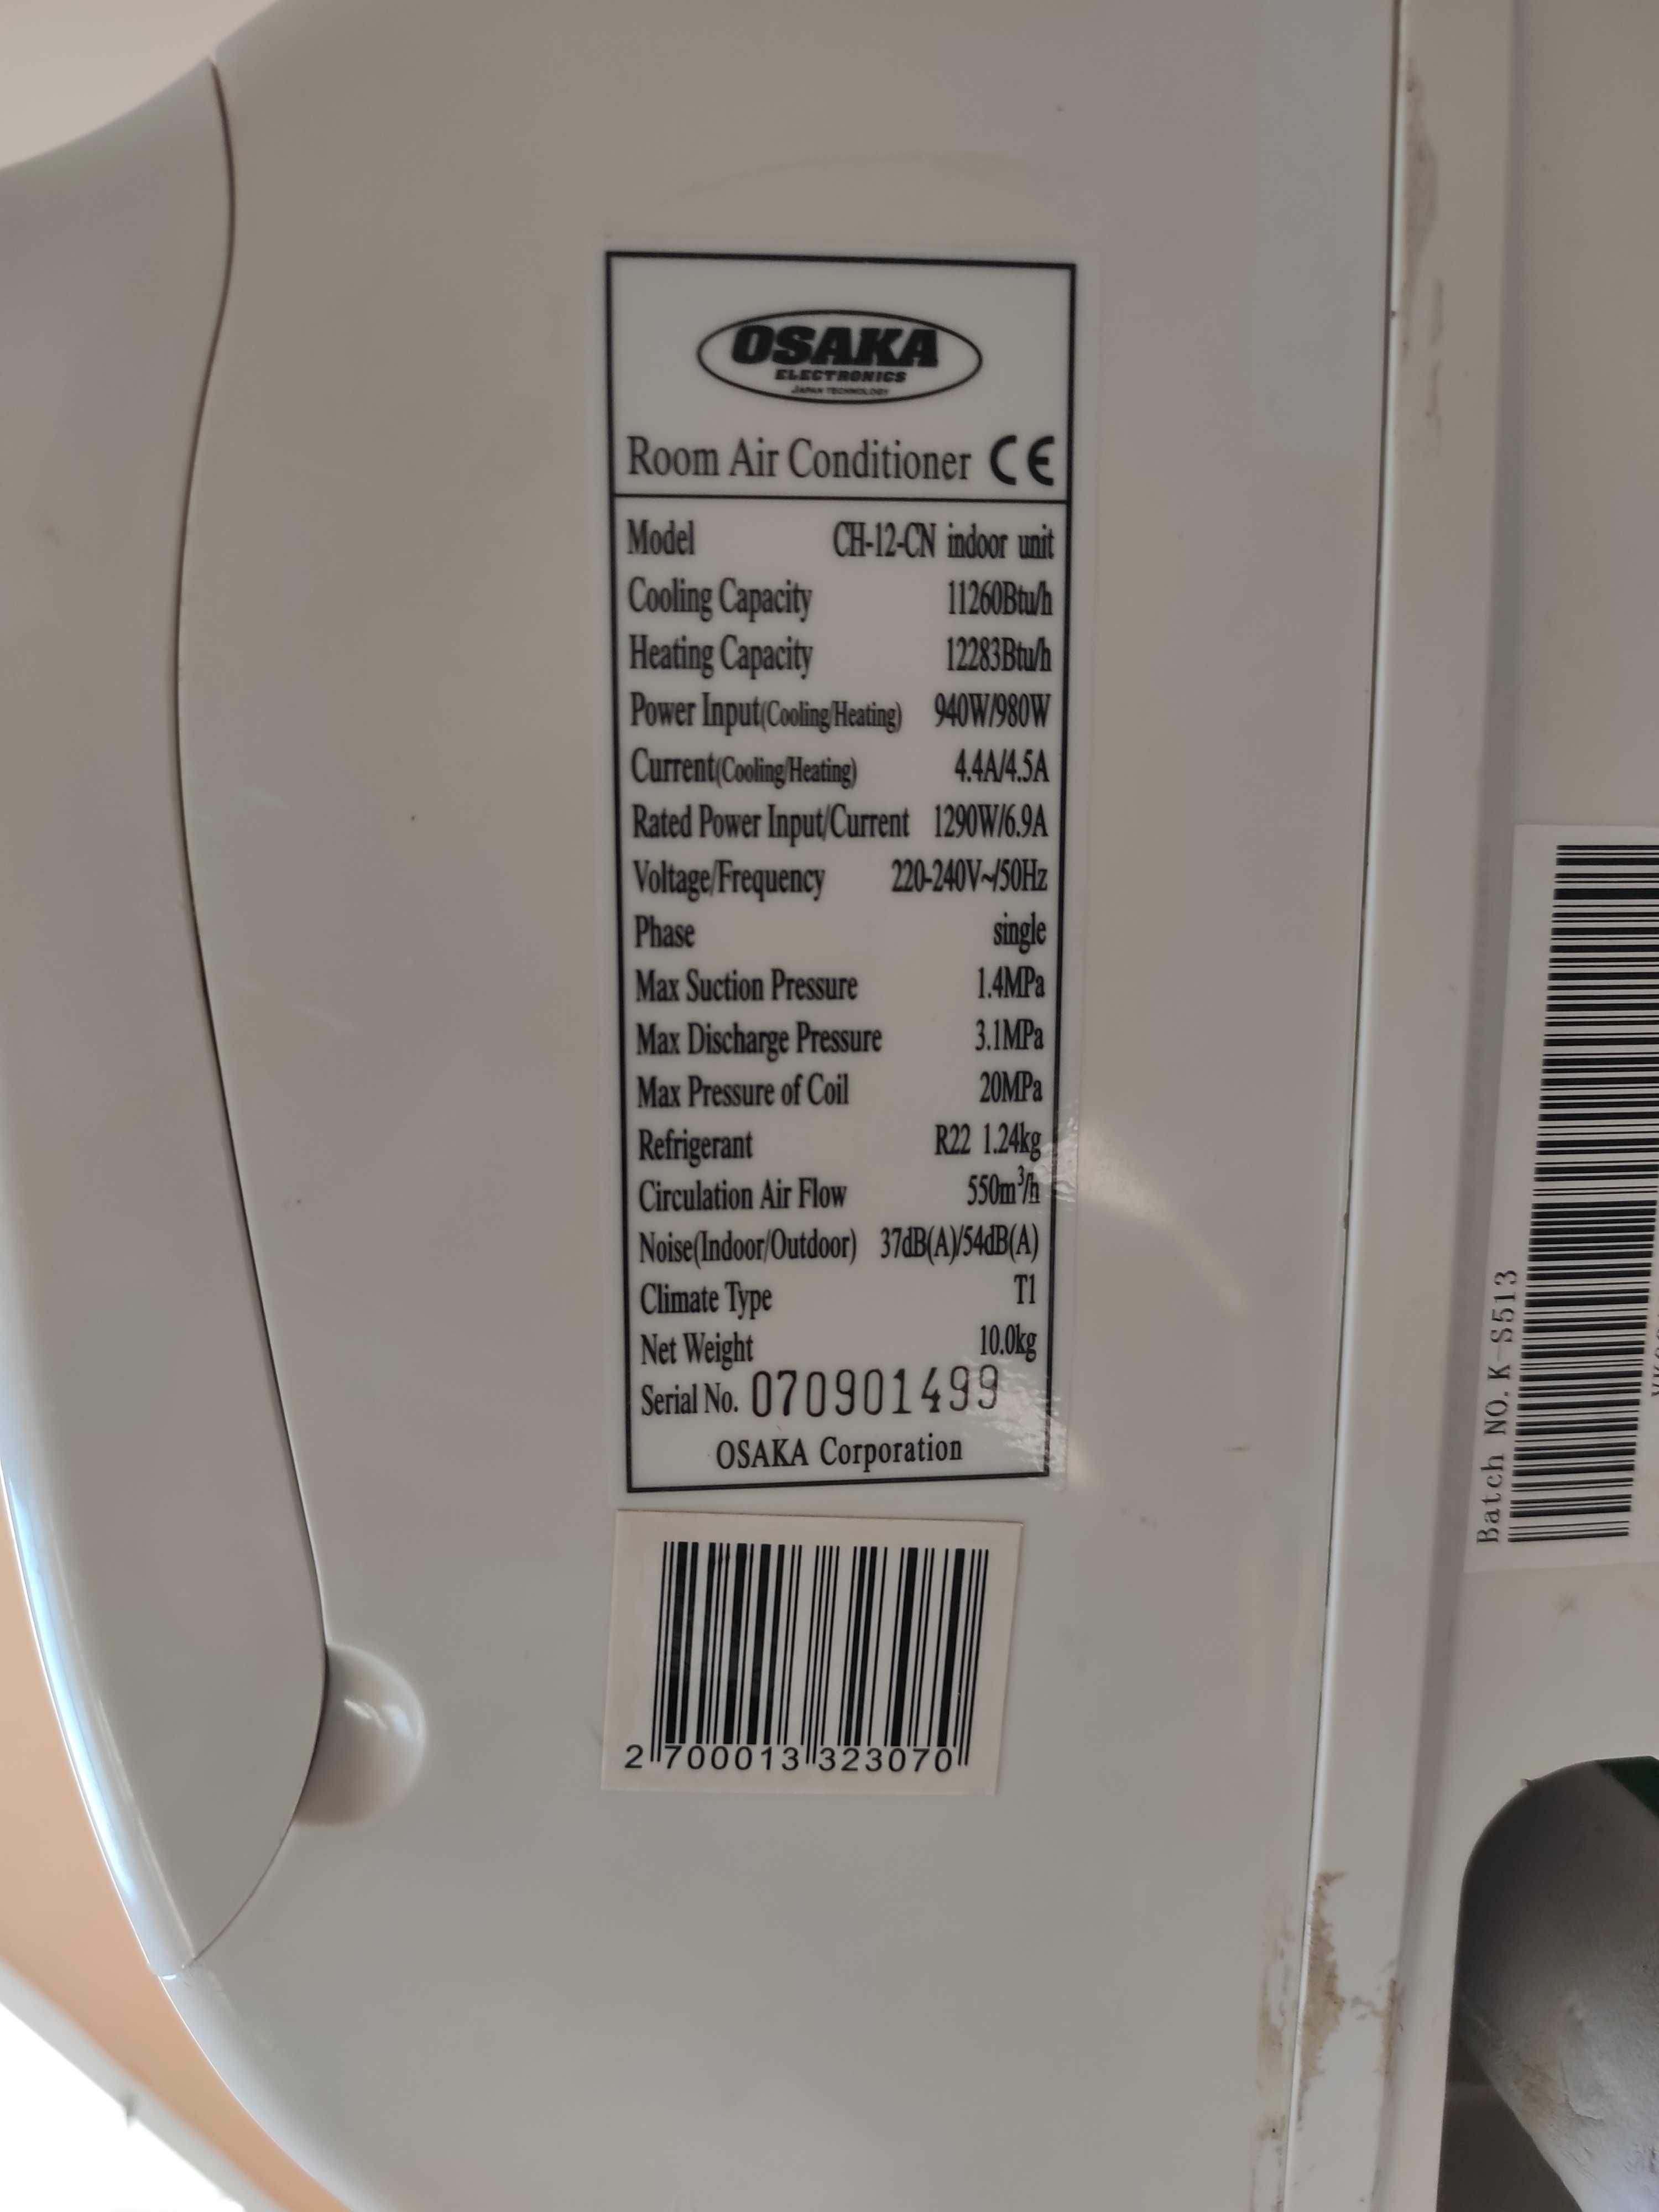 OSAKA
ELECTRONICS
JAPAN TECHNOLOGY
Room Air Conditioner CE
Model CH-12-CN indoor unit
Cooling Capacity 11260Btu/h
Heating Capacity 12283Btu/h
Power Input(Cooling/Heating) 940W/980W
Current(Cooling/Heating) 4.4A/4.5A
Rated Power Input/Current 1290W/6.9A
Voltage/Frequency 220-240V~/50Hz
Phase single
Max Suction Pressure 1.4MPa
Max Discharge Pressure 3.1MPa
Max Pressure of Coil 20MPa
Refrigerant R22 1.24kg
Circulation Air Flow 550m³/h
Noise(Indoor/Outdoor) 37dB(A)/54dB(A)
Climate Type T1
Net Weight 10.0kg
Serial No. 070901499
OSAKA Corporation
2 700013 323070
Batch NO. K-S513